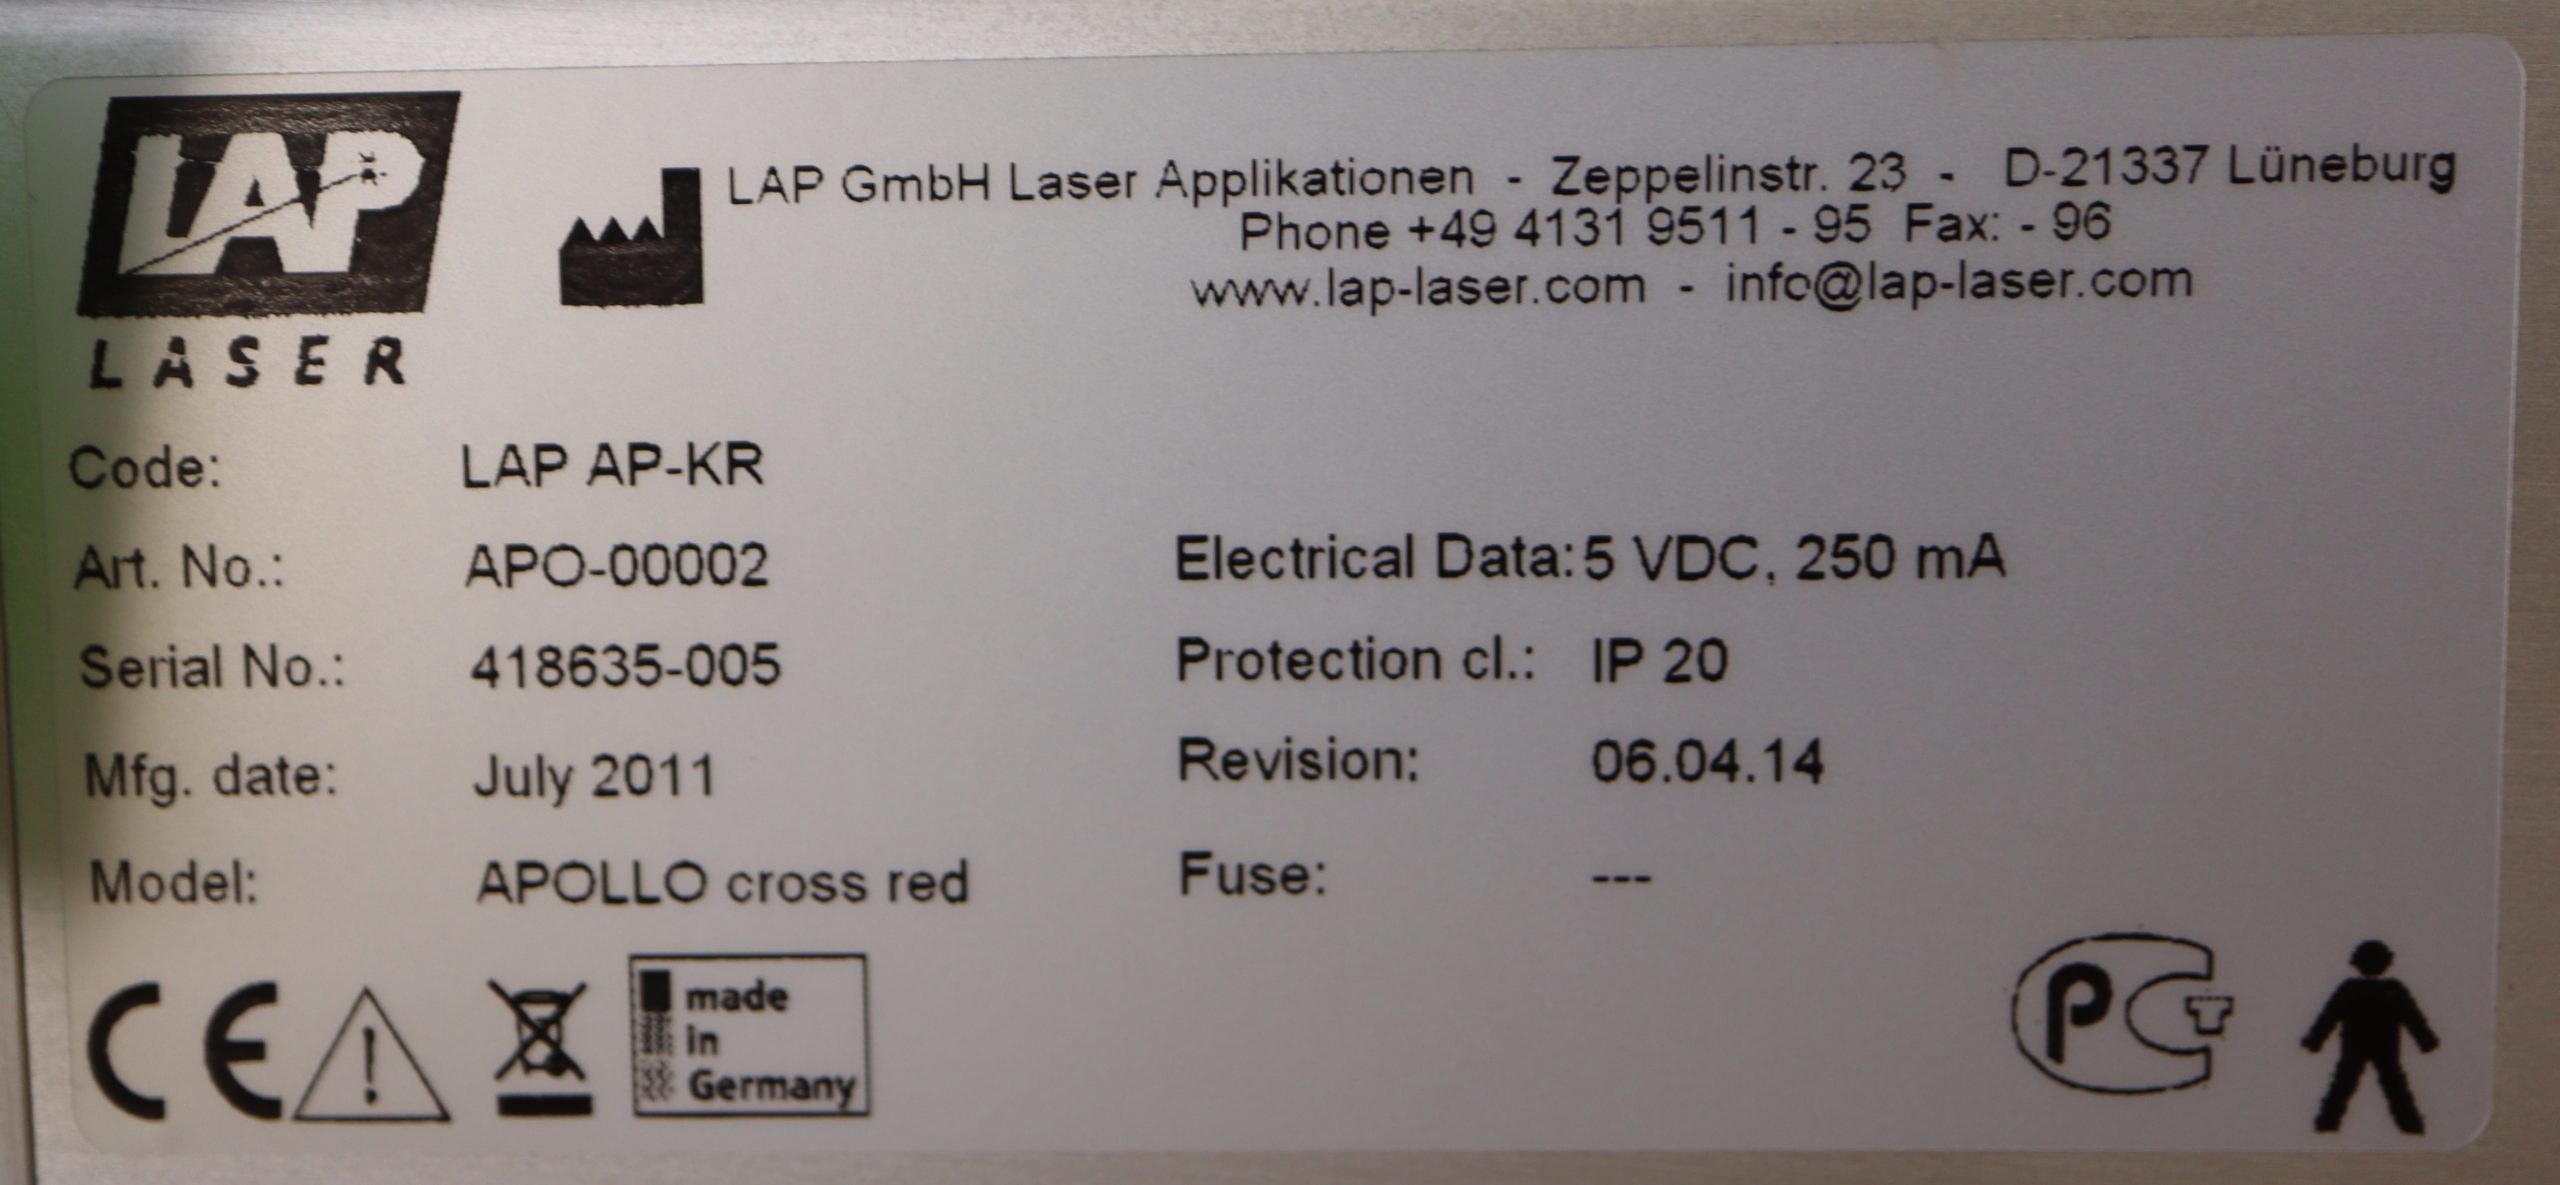 LAP
LASER
LAP GmbH Laser Applikationen - Zeppelinstr. 23 - D-21337 Lüneburg
Phone +49 4131 9511 - 95 Fax: - 96
www.lap-laser.com - info@lap-laser.com
Code: LAP AP-KR
Art. No.: APO-00002
Electrical Data: 5 VDC, 250 mA
Serial No.: 418635-005
Protection cl.: IP 20
Mfg. date: July 2011
Revision: 06.04.14
Model: APOLLO cross red
Fuse: ---
CE
made
in
Germany